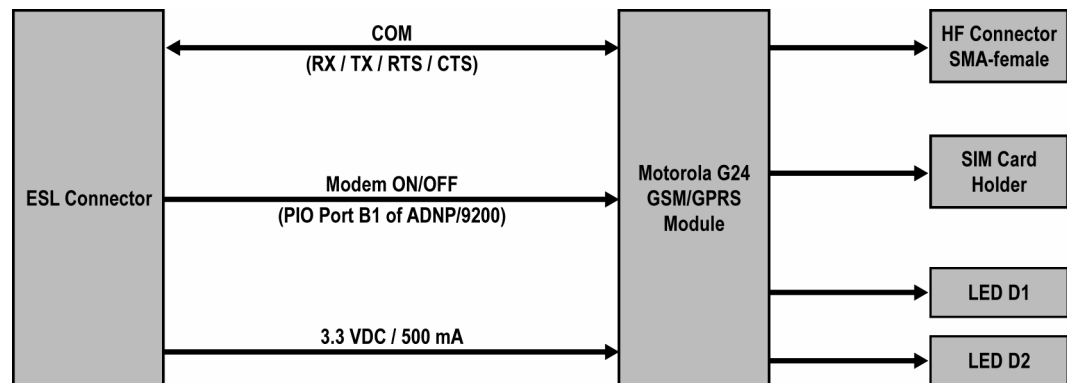 COM
(RX / TX / RTS / CTS)
HF Connector
SMA-female
ESL Connector
Modem ON/OFF
(PIO Port B1 of ADNP/9200)
Motorola G24
GSM/GPRS
Module
SIM Card
Holder
LED D1
3.3 VDC / 500 mA
LED D2